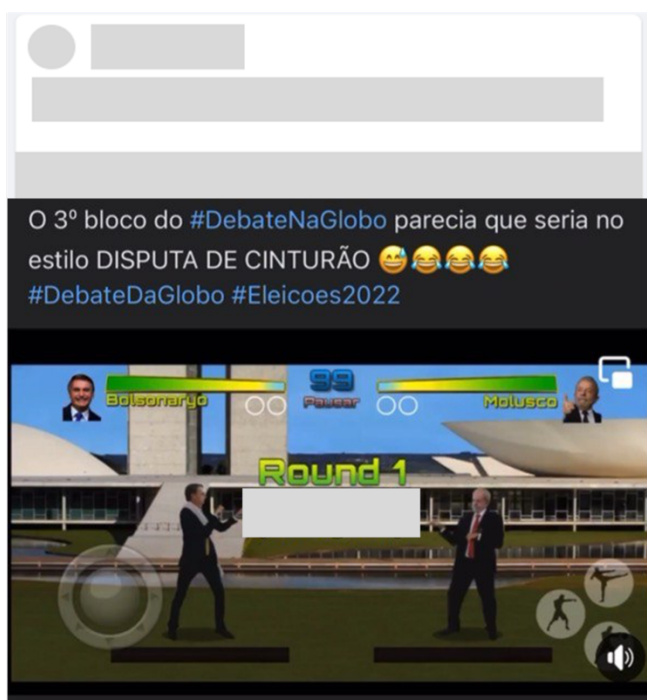 O 3º bloco do #DebateNaGlobo parecia que seria no
estilo DISPUTA DE CINTURÃO 😅😂😂😂
#DebateDaGlobo #Eleicoes2022
99
Bolsonaryo
Pausar
Molusco
Round 1